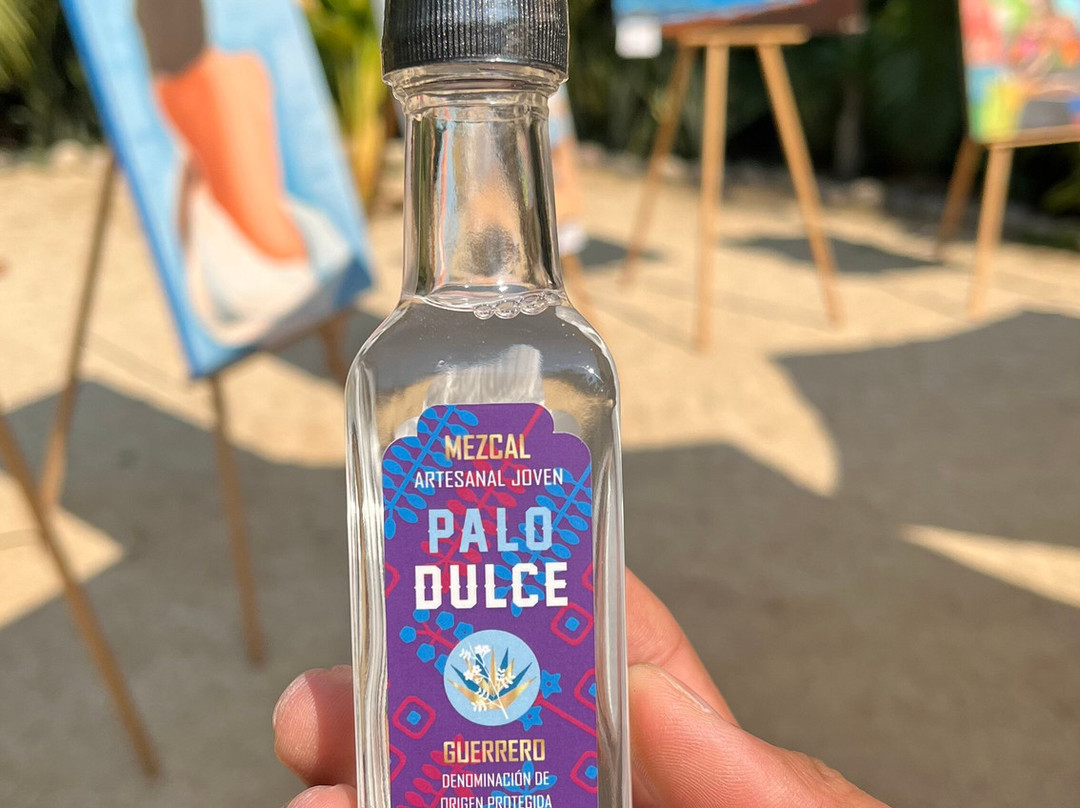 MEZCAL
ARTESANAL JOVEN
PALO
DULCE
GUERRERO
DENOMINACIÓN DE
ORIGEN PROTEGIDA